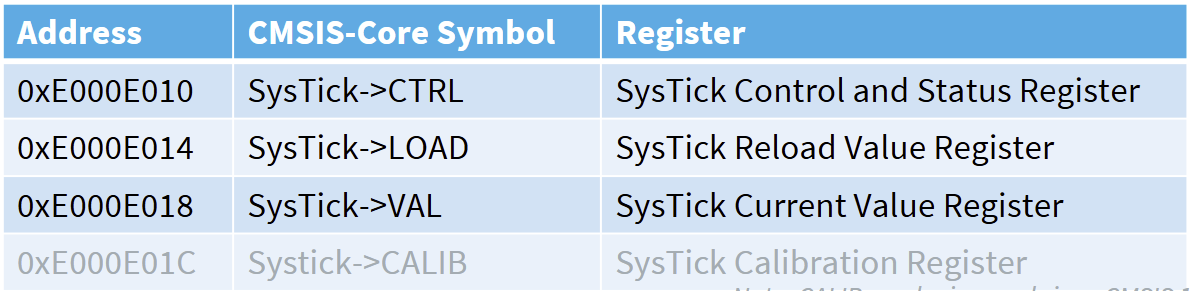 Address CMSIS-Core Symbol Register
0xE000E010 SysTick->CTRL SysTick Control and Status Register
0xE000E014 SysTick->LOAD SysTick Reload Value Register
0xE000E018 SysTick->VAL SysTick Current Value Register
0xE000E01C Systick->CALIB SysTick Calibration Register